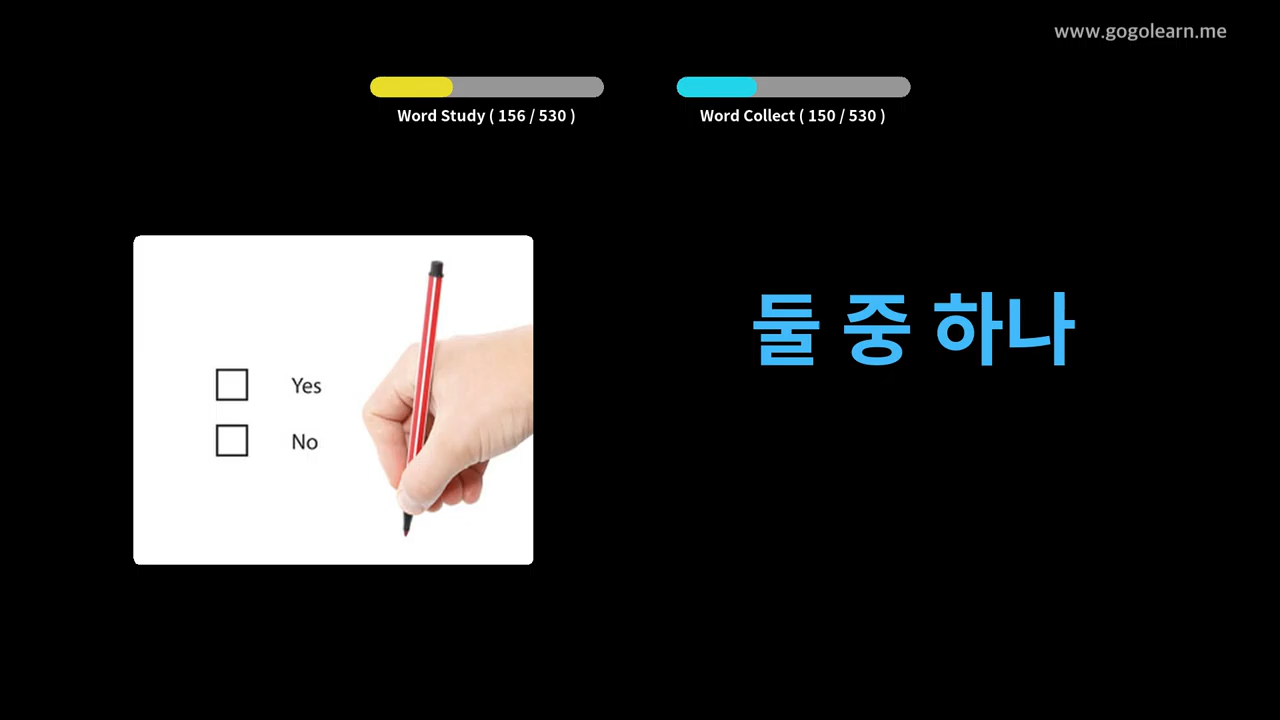 www.gogolearn.me
Word Study ( 156 / 530 )
Word Collect ( 150 / 530 )
둘 중 하나
Yes
No